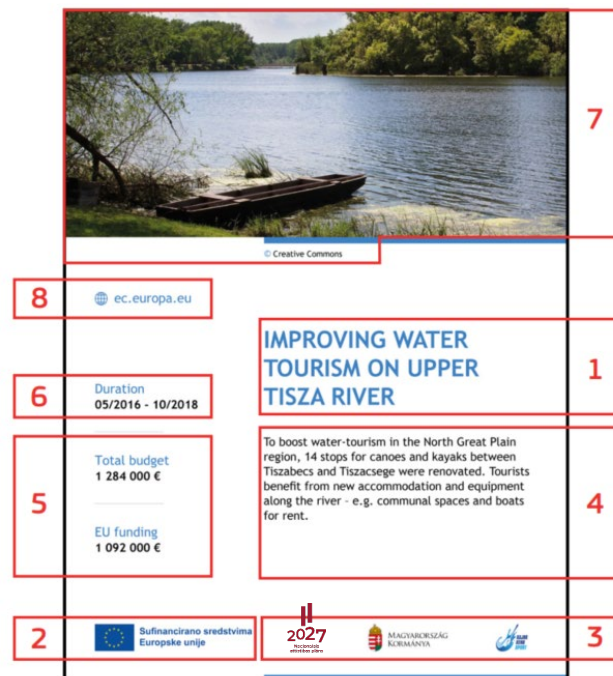 7
© Creative Commons
8
ec.europa.eu
IMPROVING WATER
TOURISM ON UPPER
TISZA RIVER
1
6
Duration
05/2016 - 10/2018
To boost water-tourism in the North Great Plain
region, 14 stops for canoes and kayaks between
Tiszabecs and Tiszacsege were renovated. Tourists
benefit from new accommodation and equipment
along the river - e.g. communal spaces and boats
for rent.
4
5
Total budget
1 284 000 €
EU funding
1 092 000 €
2
Sufinancirano sredstvima
Europske unije
2027
Nacionālais
attīstības plāns
MAGYARORSZÁG
KORMÁNYA
3